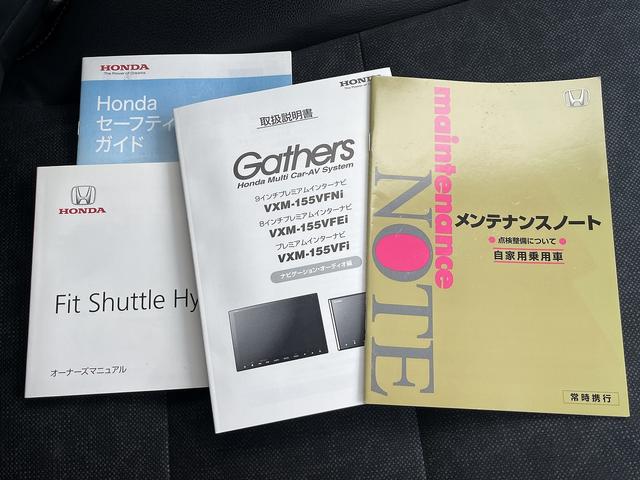 HONDA
The Power of Dreams
Honda
セーフティ
ガイド
HONDA
Fit Shuttle Hy
オーナーズマニュアル
HONDA
取扱説明書
Gathers
Honda Multi Car-AV System
9インチプレミアムインターナビ
VXM-155VFNi
8インチプレミアムインターナビ
VXM-155VFEi
プレミアムインターナビ
VXM-155VFi
ナビゲーション・オーディオ編
maintenance
NOTE
メンテナンスノート
点検整備について
自家用乗用車
常時携行